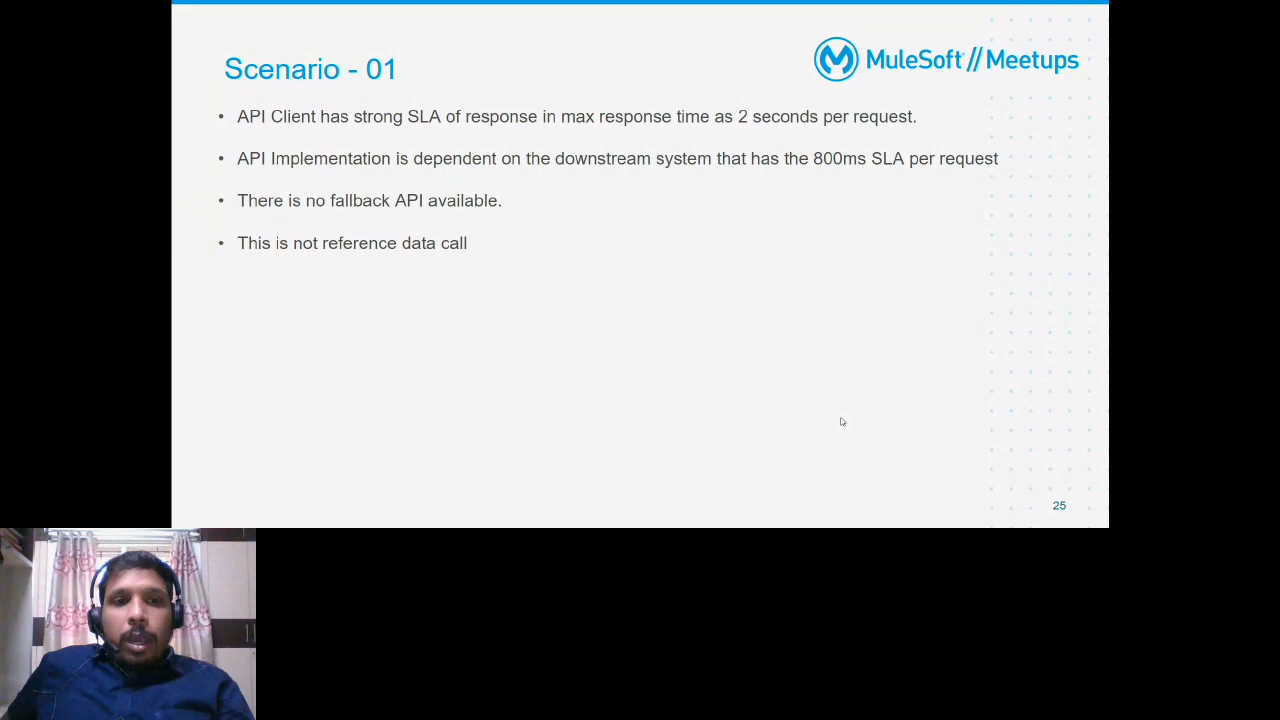 MuleSoft // Meetups
Scenario - 01
• API Client has strong SLA of response in max response time as 2 seconds per request.
• API Implementation is dependent on the downstream system that has the 800ms SLA per request
• There is no fallback API available.
• This is not reference data call
25